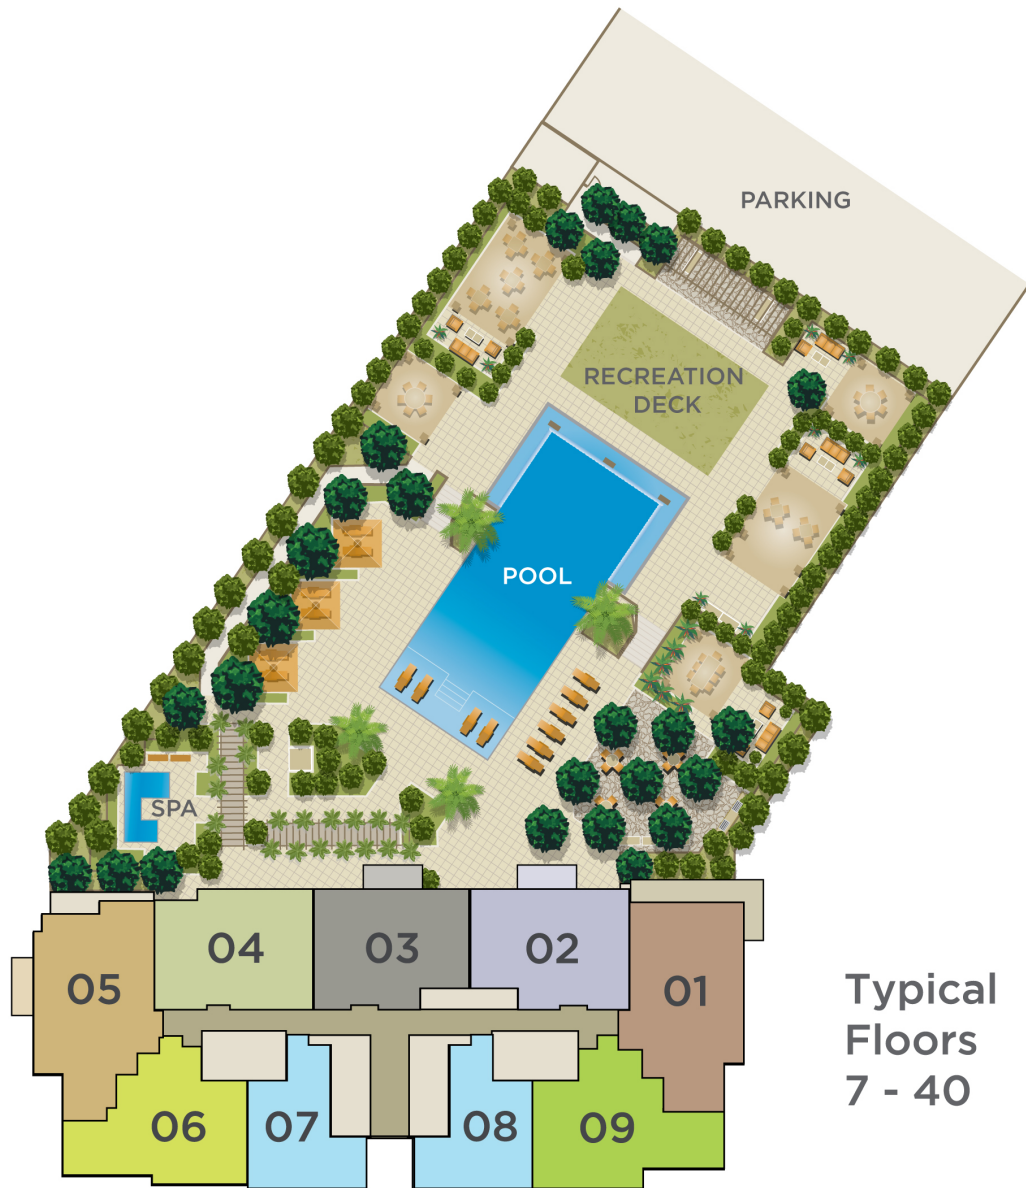 PARKING
RECREATION
DECK
POOL
SPA
04
03
02
05
01
06
07
08
09
Typical
Floors
7 - 40